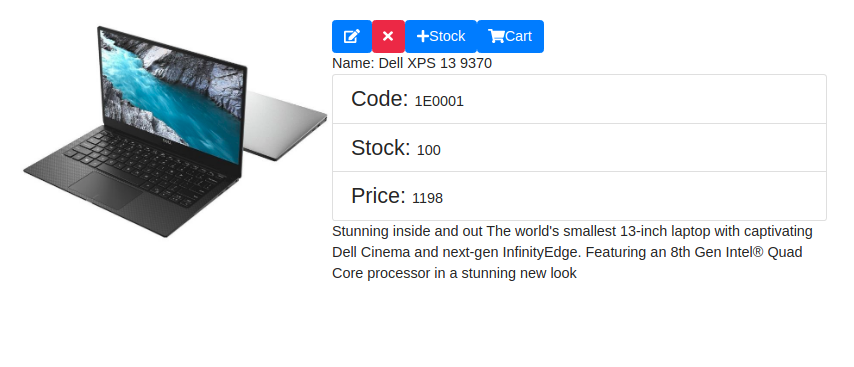 Stock Cart
Name: Dell XPS 13 9370
Code: 1E0001
Stock: 100
Price: 1198
Stunning inside and out The world's smallest 13-inch laptop with captivating
Dell Cinema and next-gen InfinityEdge. Featuring an 8th Gen Intel® Quad
Core processor in a stunning new look